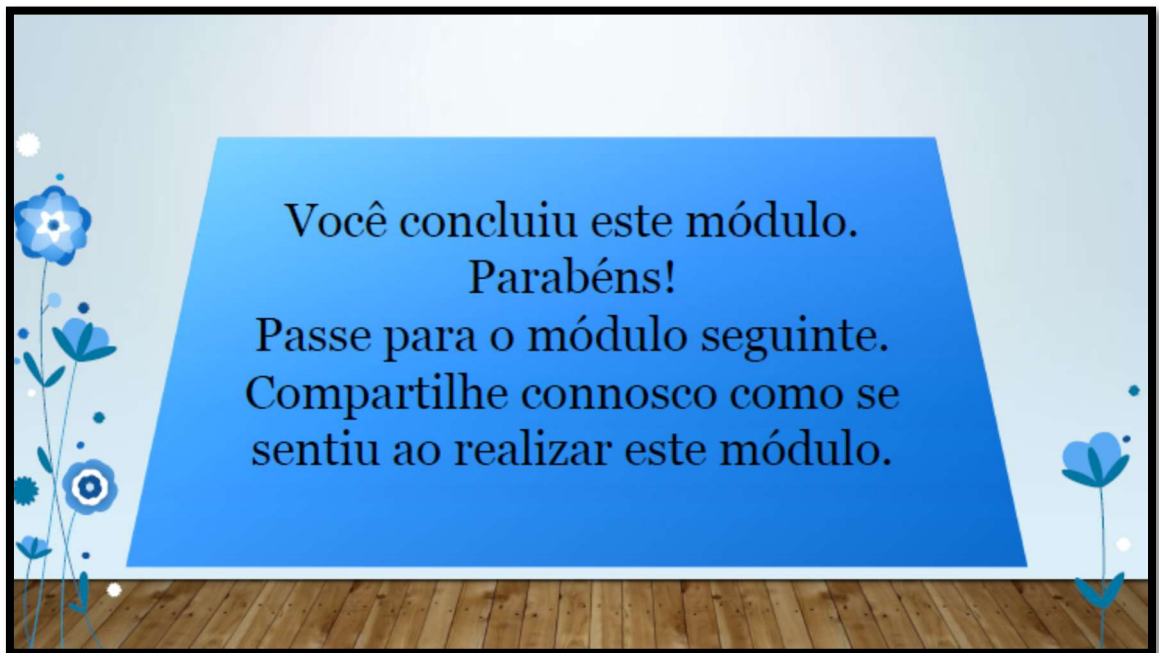 Você concluiu este módulo.
Parabéns!
Passe para o módulo seguinte.
Compartilhe connosco como se
sentiu ao realizar este módulo.